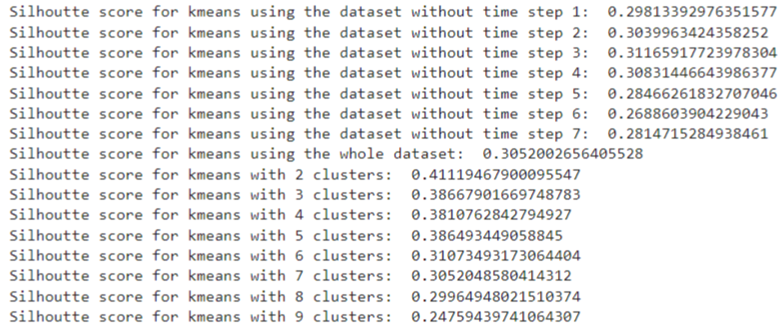 Silhoutte score for kmeans using the dataset without time step 1:  0.29813392976351577
Silhoutte score for kmeans using the dataset without time step 2:  0.3039963424358252
Silhoutte score for kmeans using the dataset without time step 3:  0.31165917723978304
Silhoutte score for kmeans using the dataset without time step 4:  0.30831446643986377
Silhoutte score for kmeans using the dataset without time step 5:  0.28466261832707046
Silhoutte score for kmeans using the dataset without time step 6:  0.2688603904229043
Silhoutte score for kmeans using the dataset without time step 7:  0.2814715284938461
Silhoutte score for kmeans using the whole dataset:  0.3052002656405528
Silhoutte score for kmeans with 2 clusters:  0.41119467900095547
Silhoutte score for kmeans with 3 clusters:  0.38667901669748783
Silhoutte score for kmeans with 4 clusters:  0.3810762842794927
Silhoutte score for kmeans with 5 clusters:  0.386493449058845
Silhoutte score for kmeans with 6 clusters:  0.31073493173064404
Silhoutte score for kmeans with 7 clusters:  0.3052048580414312
Silhoutte score for kmeans with 8 clusters:  0.29964948021510374
Silhoutte score for kmeans with 9 clusters:  0.24759439741064307